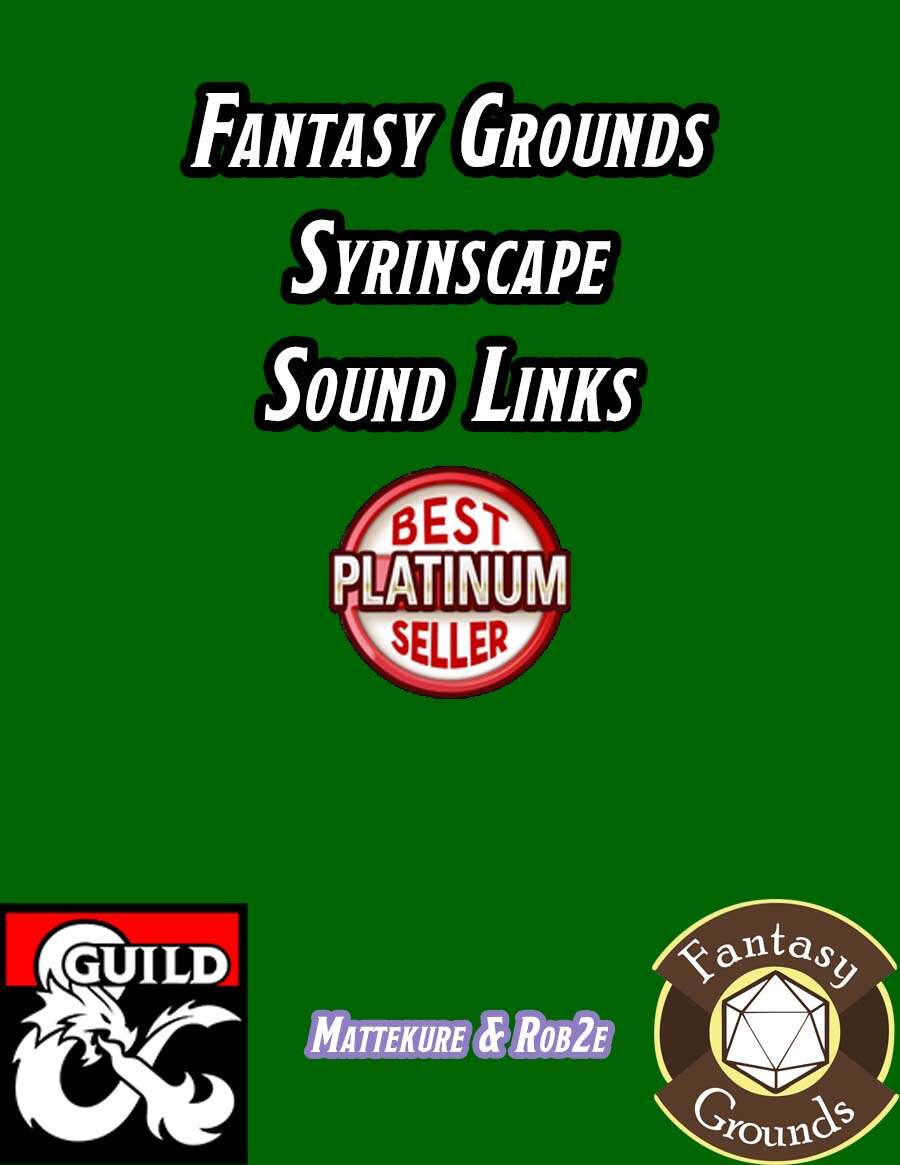 Fantasy Grounds
Syrinscape
Sound Links
BEST
PLATINUM
SELLER
GUILD
Mattekure & Rob2e
Fantasy
Grounds